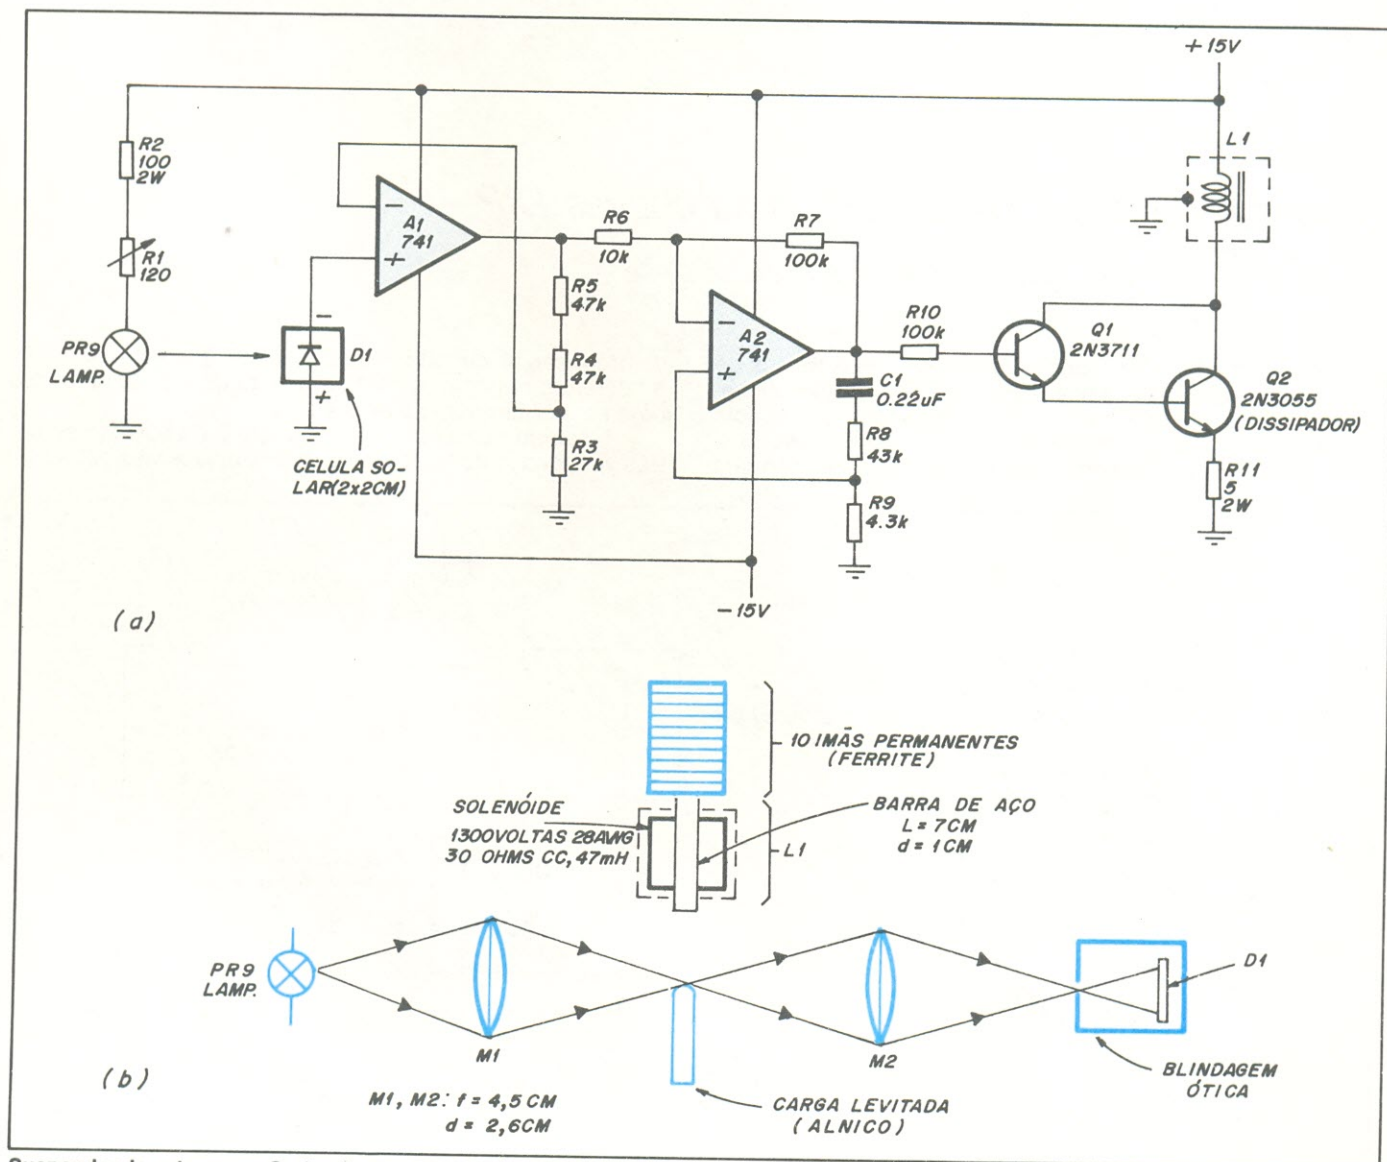 +15V
R2
100
2W
R1
120
PR9
LAMP.
−
D1
+
CELULA SO-
LAR(2x2CM)
−
A1
741
+
R5
47k
R4
47k
R3
27k
R6
10k
R7
100k
−
A2
741
+
−15V
C1
0.22uF
R8
43k
R9
4.3k
R10
100k
Q1
2N3711
L1
Q2
2N3055
(DISSIPADOR)
R11
5
2W
(a)
10 IMÃS PERMANENTES
(FERRITE)
SOLENÓIDE
1300VOLTAS 28AWG
30 OHMS CC, 47mH
BARRA DE AÇO
L = 7CM
d = 1CM
L1
PR9
LAMP.
M1
M2
D1
BLINDAGEM
ÓTICA
CARGA LEVITADA
(ALNICO)
M1, M2: f = 4,5 CM
d = 2,6CM
(b)